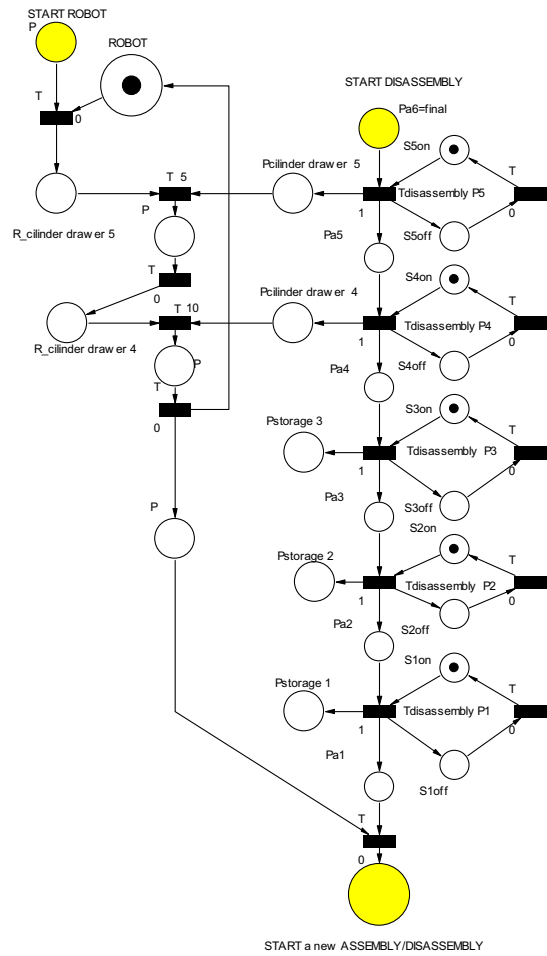 START ROBOT
P
ROBOT
T
0
START DISASSEMBLY
Pa6=final
S5on
T
Tdisassembly P5
0
S5off
1
Pcilinder drawer 5
T 5
P
R_cilinder drawer 5
Pa5
T
0
S4on
T
Tdisassembly P4
0
S4off
1
Pcilinder drawer 4
T 10
R_cilinder drawer 4
P
Pa4
T
0
S3on
T
Tdisassembly P3
0
S3off
1
Pstorage 3
Pa3
P
S2on
T
Tdisassembly P2
0
Pstorage 2
1
Pa2
S2off
S1on
T
Tdisassembly P1
0
Pstorage 1
1
Pa1
S1off
T
0
START a new ASSEMBLY/DISASSEMBLY